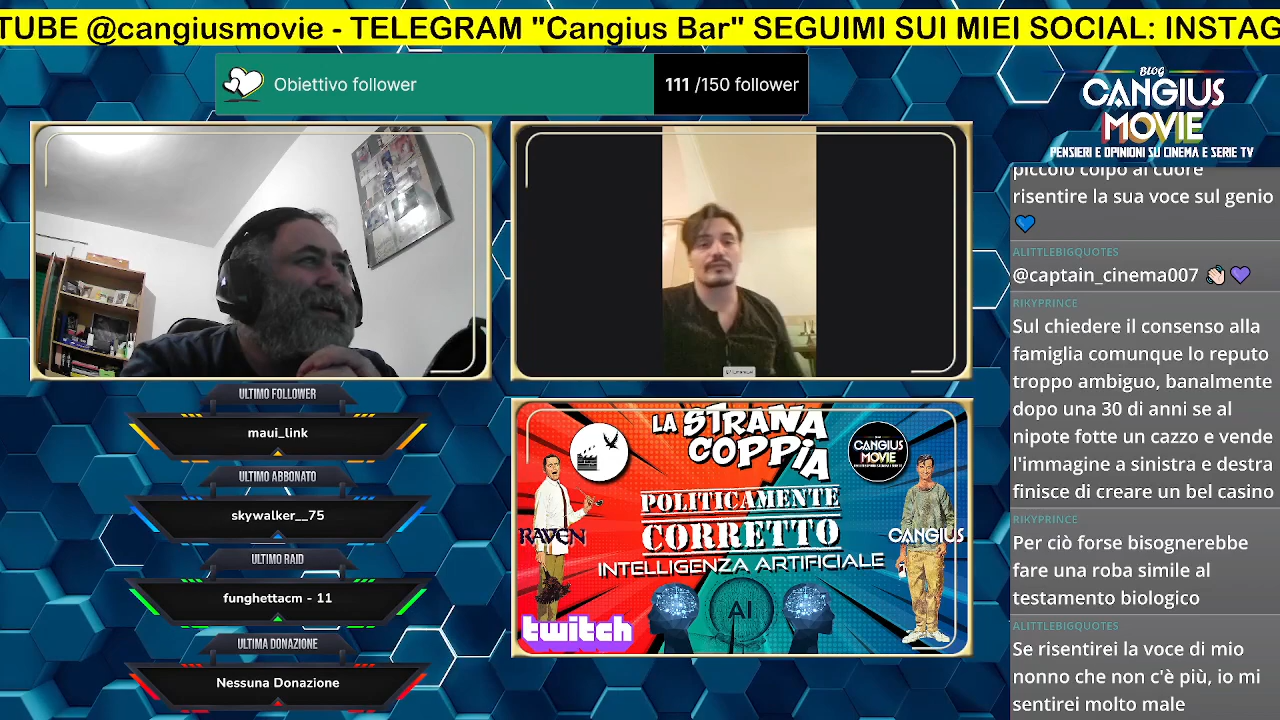 TUBE @cangiusmovie - TELEGRAM "Cangius Bar" SEGUIMI SUI MIEI SOCIAL: INSTAG
Obiettivo follower
111 /150 follower
BLOG
CANGIUS
MOVIE
PENSIERI E OPINIONI SU CINEMA E SERIE TV
piccolo colpo al cuore
risentire la sua voce sul genio
💙
ALITTLEBIGQUOTES
@captain_cinema007 👏🏻💜
RIKYPRINCE
Sul chiedere il consenso alla
famiglia comunque lo reputo
troppo ambiguo, banalmente
dopo una 30 di anni se al
nipote fotte un cazzo e vende
l'immagine a sinistra e destra
finisce di creare un bel casino
RIKYPRINCE
Per ciò forse bisognerebbe
fare una roba simile al
testamento biologico
ALITTLEBIGQUOTES
Se risentirei la voce di mio
nonno che non c'è più, io mi
sentirei molto male
ULTIMO FOLLOWER
maui_link
ULTIMO ABBONATO
skywalker__75
ULTIMO RAID
funghettacm - 11
ULTIMA DONAZIONE
Nessuna Donazione
LA STRANA
COPPIA
CANGIUS
MOVIE
POLITICAMENTE
CORRETTO
INTELLIGENZA ARTIFICIALE
RAVEN
CANGIUS
AI
twitch